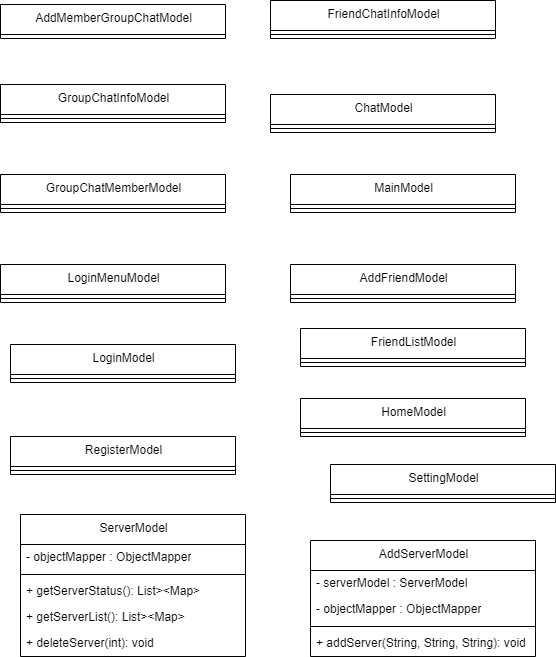 AddMemberGroupChatModel
FriendChatInfoModel
GroupChatInfoModel
ChatModel
GroupChatMemberModel
MainModel
LoginMenuModel
AddFriendModel
LoginModel
FriendListModel
RegisterModel
HomeModel
SettingModel
ServerModel
- objectMapper : ObjectMapper
+ getServerStatus(): List><Map>
+ getServerList(): List><Map>
+ deleteServer(int): void
AddServerModel
- serverModel : ServerModel
- objectMapper : ObjectMapper
+ addServer(String, String, String): void